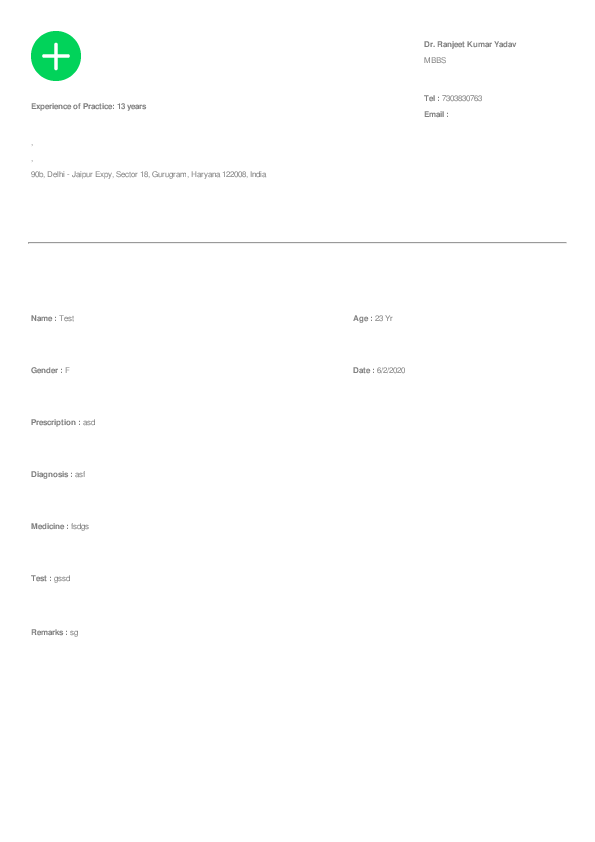 Dr. Ranjeet Kumar Yadav
MBBS
Tel : 7303830763
Email :
Experience of Practice: 13 years
,
,
90b, Delhi - Jaipur Expy, Sector 18, Gurugram, Haryana 122008, India
Name : Test
Age : 23 Yr
Gender : F
Date : 6/2/2020
Prescription : asd
Diagnosis : asf
Medicine : fsdgs
Test : gssd
Remarks : sg